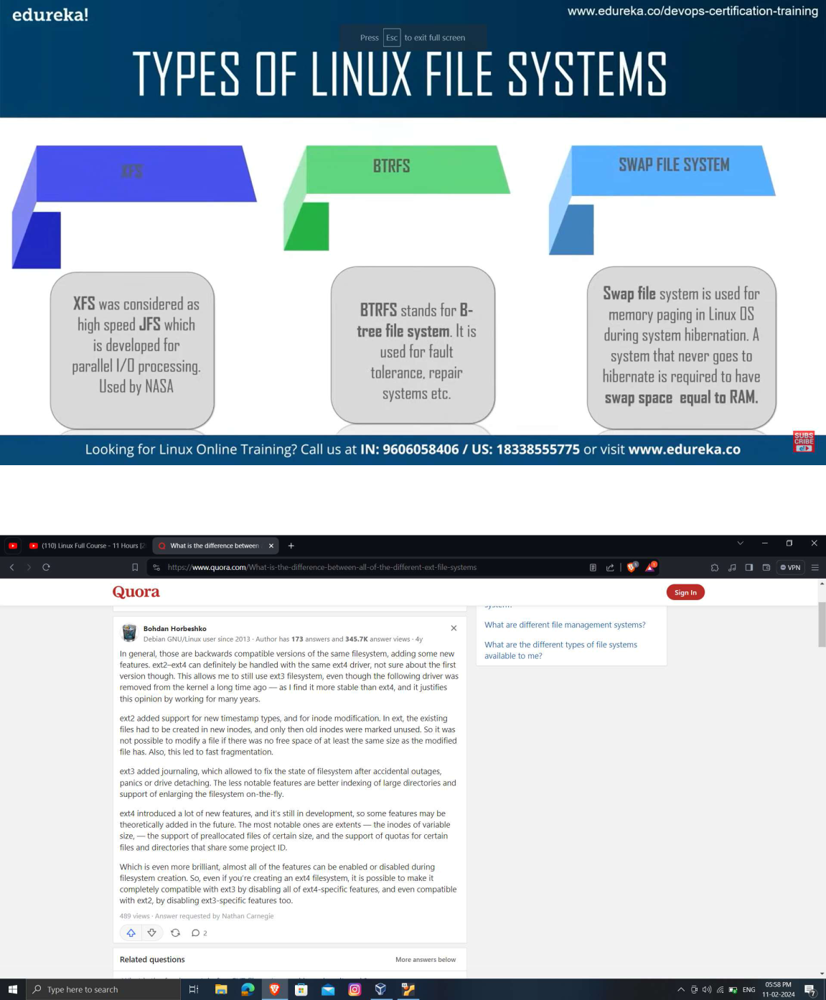 edureka!
www.edureka.co/devops-certification-training
Press Esc to exit full screen
TYPES OF LINUX FILE SYSTEMS
XFS
BTRFS
SWAP FILE SYSTEM
XFS was considered as
high speed JFS which
is developed for
parallel I/O processing.
Used by NASA
BTRFS stands for B-
tree file system. It is
used for fault
tolerance, repair
systems etc.
Swap file system is used for
memory paging in Linux OS
during system hibernation. A
system that never goes to
hibernate is required to have
swap space equal to RAM.
SUBS
CRIBE
Looking for Linux Online Training? Call us at IN: 9606058406 / US: 18338555775 or visit www.edureka.co
(110) Linux Full Course - 11 Hours |
What is the difference between
https://www.quora.com/What-is-the-difference-between-all-of-the-different-ext-file-systems
VPN
Quora
Sign In
system?
What are different file management systems?
What are the different types of file systems
available to me?
Bohdan Horbeshko
Debian GNU/Linux user since 2013 · Author has 173 answers and 345.7K answer views · 4y
In general, those are backwards compatible versions of the same filesystem, adding some new
features. ext2–ext4 can definitely be handled with the same ext4 driver, not sure about the first
version though. This allows me to still use ext3 filesystem, even though the following driver was
removed from the kernel a long time ago — as I find it more stable than ext4, and it justifies
this opinion by working for many years.
ext2 added support for new timestamp types, and for inode modification. In ext, the existing
files had to be created in new inodes, and only then old inodes were marked unused. So it was
not possible to modify a file if there was no free space of at least the same size as the modified
file has. Also, this led to fast fragmentation.
ext3 added journaling, which allowed to fix the state of filesystem after accidental outages,
panics or drive detaching. The less notable features are better indexing of large directories and
support of enlarging the filesystem on-the-fly.
ext4 introduced a lot of new features, and it's still in development, so some features may be
theoretically added in the future. The most notable ones are extents — the inodes of variable
size, — the support of preallocated files of certain size, and the support of quotas for certain
files and directories that share some project ID.
Which is even more brilliant, almost all of the features can be enabled or disabled during
filesystem creation. So, even if you're creating an ext4 filesystem, it is possible to make it
completely compatible with ext3 by disabling all of ext4-specific features, and even compatible
with ext2, by disabling ext3-specific features too.
489 views · Answer requested by Nathan Carnegie
2
Related questions
More answers below
Type here to search
ENG
05:58 PM
11-02-2024
7